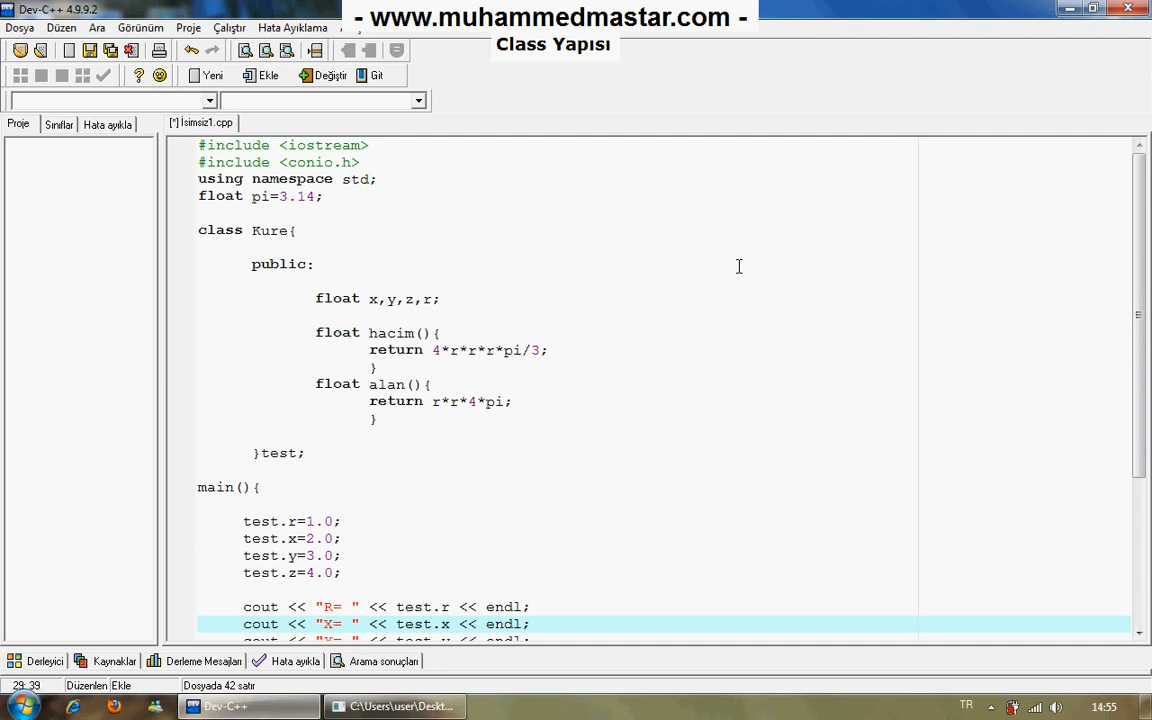 Dev-C++ 4.9.9.2
- www.muhammedmastar.com -
Class Yapısı
Dosya Düzen Ara Görünüm Proje Çalıştır Hata Ayıklama
Yeni Ekle Değiştir Git
Proje Sınıflar Hata ayıkla
[*] İsimsiz1.cpp
#include <iostream>
#include <conio.h>
using namespace std;
float pi=3.14;
class Kure{
public:
float x,y,z,r;
float hacim(){
return 4*r*r*r*pi/3;
}
float alan(){
return r*r*4*pi;
}
}test;
main(){
test.r=1.0;
test.x=2.0;
test.y=3.0;
test.z=4.0;
cout << "R= " << test.r << endl;
cout << "X= " << test.x << endl;
cout << "Y= " << test.y << endl;
Derleyici Kaynaklar Derleme Mesajları Hata ayıkla Arama sonuçları
29: 39 Düzenlen Ekle Dosyada 42 satır
Dev-C++
C:\Users\user\Deskt...
TR
14:55